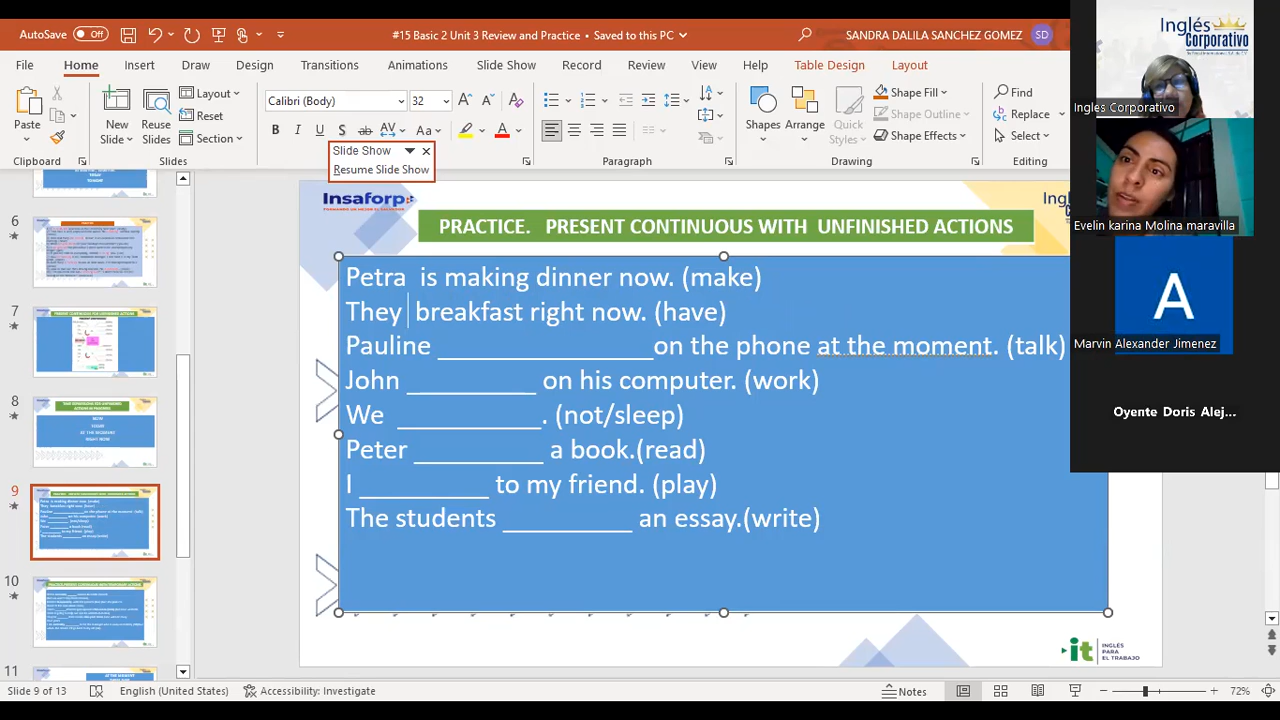 AutoSave Off
#15 Basic 2 Unit 3 Review and Practice • Saved to this PC
SANDRA DALILA SANCHEZ GOMEZ SD
File Home Insert Draw Design Transitions Animations Slide Show Record Review View Table Design Layout
Paste
Clipboard
New Slide
Reuse Slides
Layout
Reset
Section
Slides
Calibri (Body) 32
Slide Show
Resume Slide Show
Paragraph
Shapes
Arrange
Quick Styles
Shape Fill
Shape Outline
Shape Effects
Drawing
Find
Replace
Select
Editing
Inglés Corporativo
Ingles Corporativo
Evelin karina Molina maravilla
A
Marvin Alexander Jimenez
Oyente Doris Alej...
6
7
8
9
10
11
Insaforp
PRACTICE. PRESENT CONTINUOUS WITH UNFINISHED ACTIONS
Petra is making dinner now. (make)
They breakfast right now. (have)
Pauline _________________on the phone at the moment. (talk)
John __________ on his computer. (work)
We ___________. (not/sleep)
Peter __________ a book.(read)
I __________ to my friend. (play)
The students __________ an essay.(write)
it INGLÉS PARA EL TRABAJO
Slide 9 of 13 English (United States) Accessibility: Investigate Notes 72%